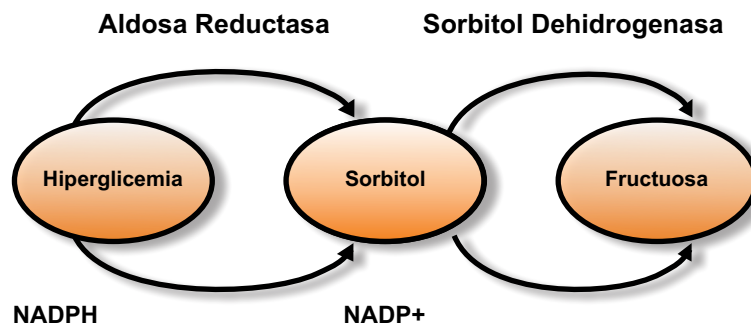 Aldosa Reductasa Sorbitol Dehidrogenasa
Hiperglicemia Sorbitol Fructuosa
NADPH NADP+